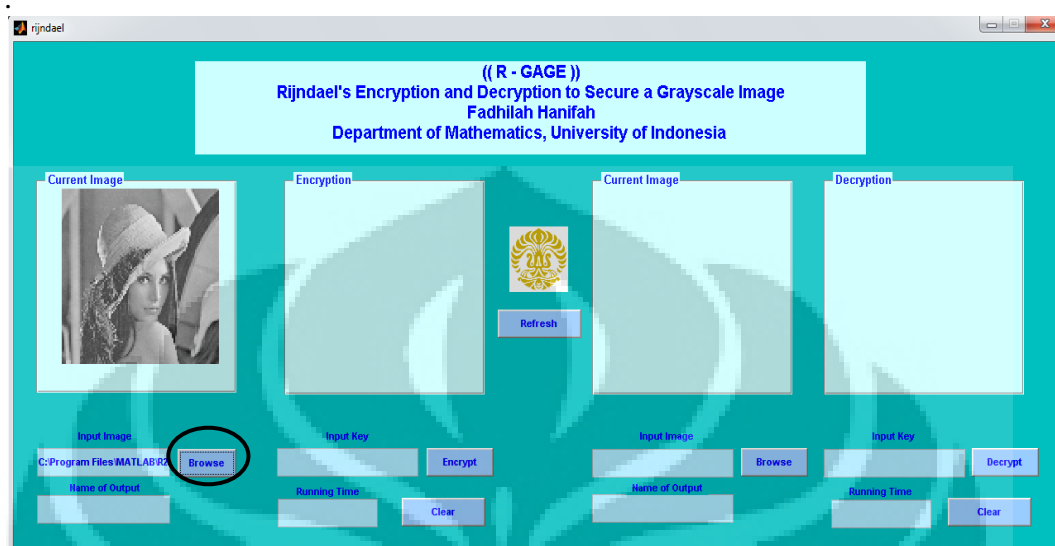 rijndael
(( R - GAGE ))
Rijndael's Encryption and Decryption to Secure a Grayscale Image
Fadhilah Hanifah
Department of Mathematics, University of Indonesia
Current Image
Encryption
Current Image
Decryption
Refresh
Input Image
Input Key
Input Image
Input Key
C:\Program Files\MATLAB\R2
Browse
Encrypt
Browse
Decrypt
Name of Output
Running Time
Name of Output
Running Time
Clear
Clear